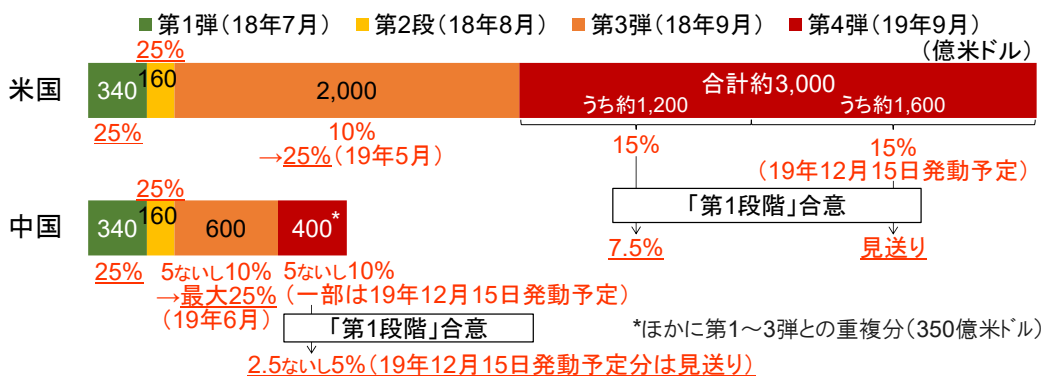 ■第1弾（18年7月） ■第2段（18年8月） ■第3弾（18年9月） ■第4弾（19年9月）
（億米ドル）
25%
米国 340 160 2,000 合計約3,000
うち約1,200 うち約1,600
25% 10% 15% 15%
→25%（19年5月） （19年12月15日発動予定）
「第1段階」合意
7.5% 見送り
25%
中国 340 160 600 400*
25% 5ないし10% 5ないし10%
→最大25% （一部は19年12月15日発動予定）
（19年6月）
「第1段階」合意
*ほかに第1～3弾との重複分（350億米ドル）
2.5ないし5%（19年12月15日発動予定分は見送り）